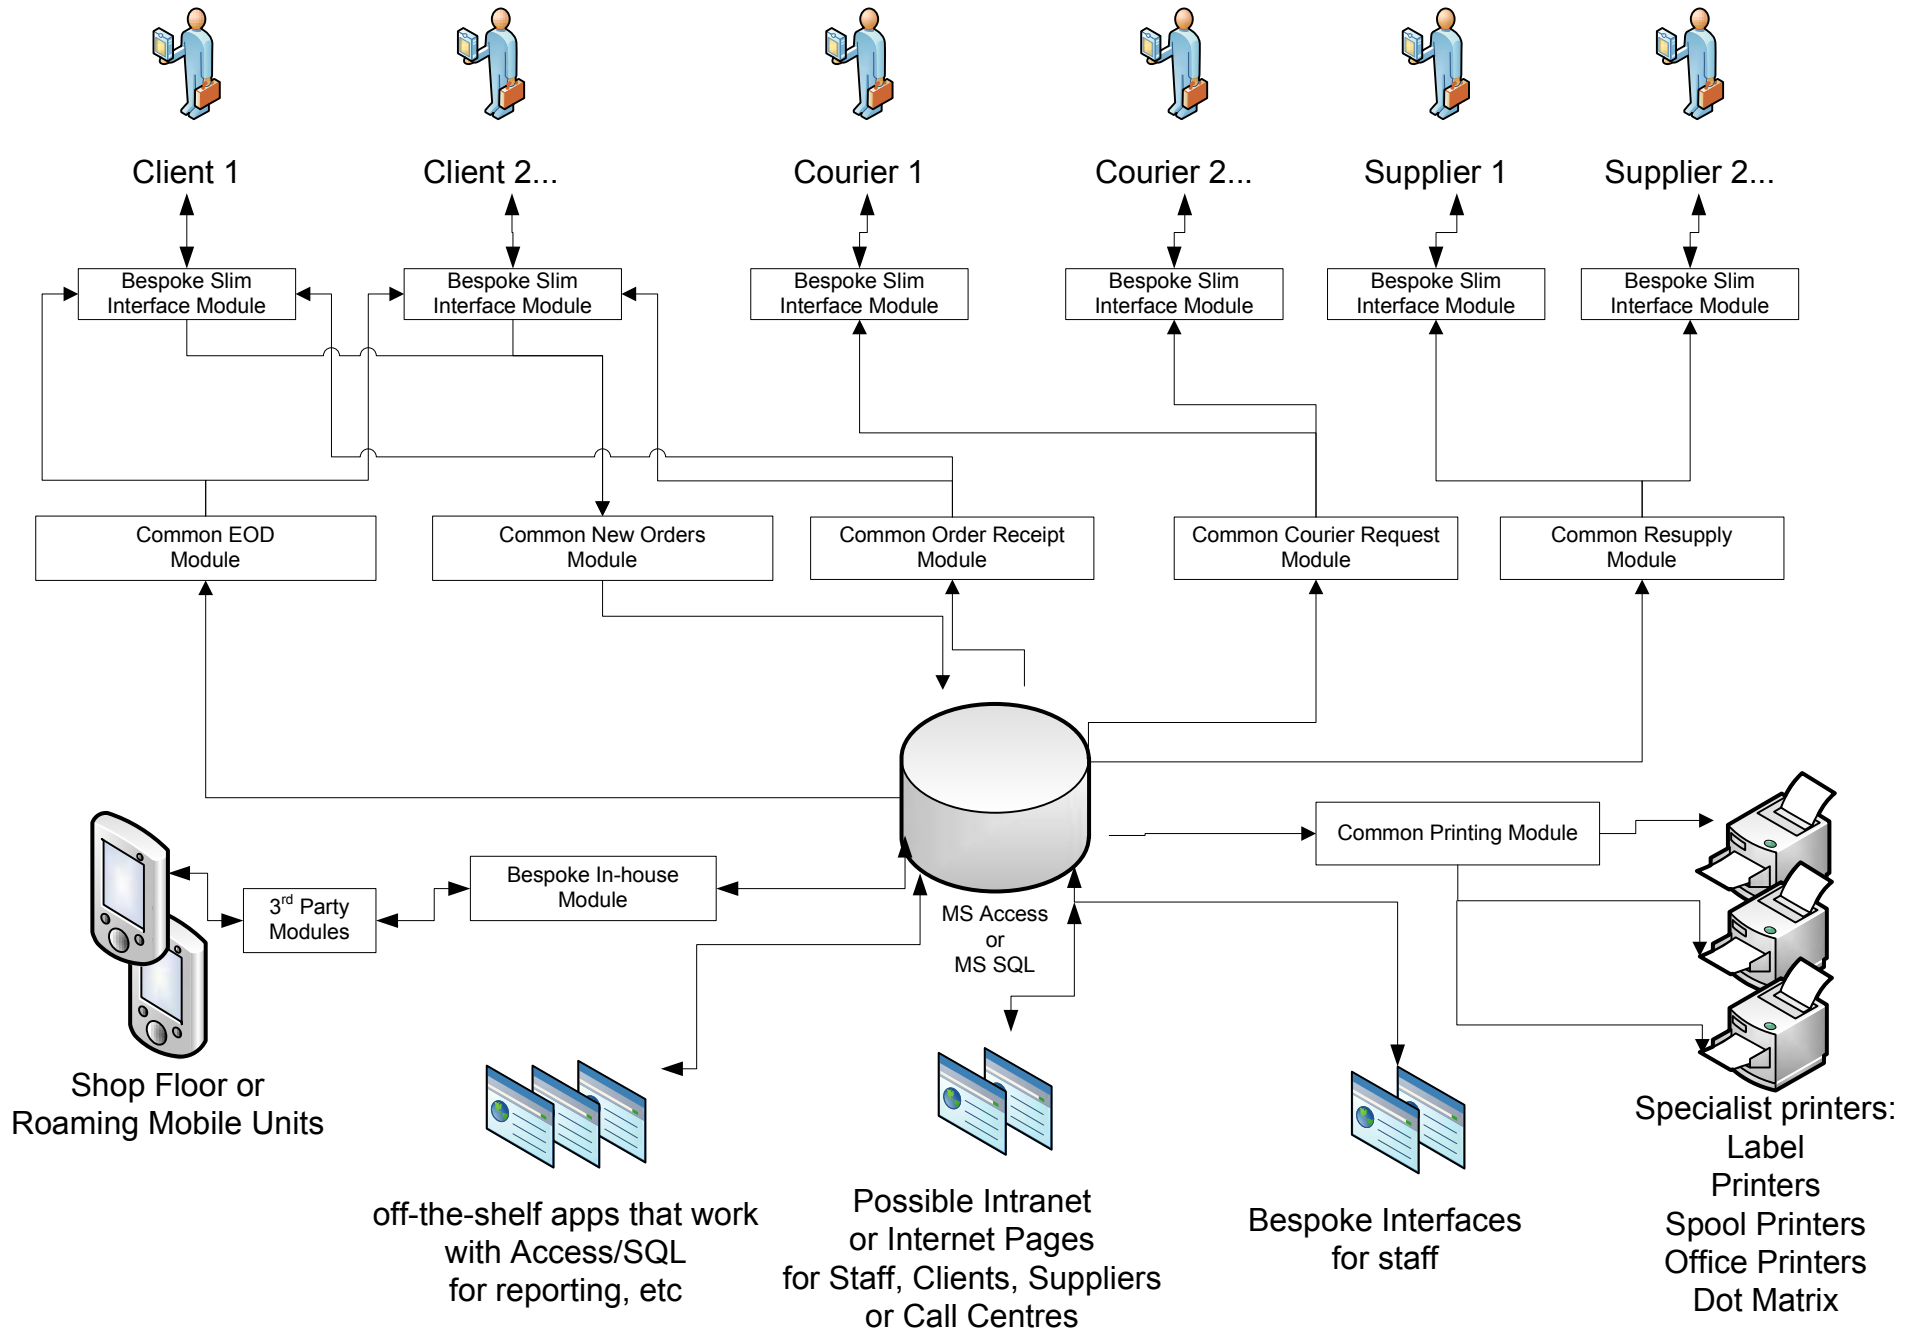 Client 1
Client 2...
Courier 1
Courier 2...
Supplier 1
Supplier 2...
Bespoke Slim
Interface Module
Bespoke Slim
Interface Module
Bespoke Slim
Interface Module
Bespoke Slim
Interface Module
Bespoke Slim
Interface Module
Bespoke Slim
Interface Module
Common EOD
Module
Common New Orders
Module
Common Order Receipt
Module
Common Courier Request
Module
Common Resupply
Module
Common Printing Module
Bespoke In-house
Module
3rd Party
Modules
MS Access
or
MS SQL
Shop Floor or
Roaming Mobile Units
off-the-shelf apps that work
with Access/SQL
for reporting, etc
Possible Intranet
or Internet Pages
for Staff, Clients, Suppliers
or Call Centres
Bespoke Interfaces
for staff
Specialist printers:
Label
Printers
Spool Printers
Office Printers
Dot Matrix